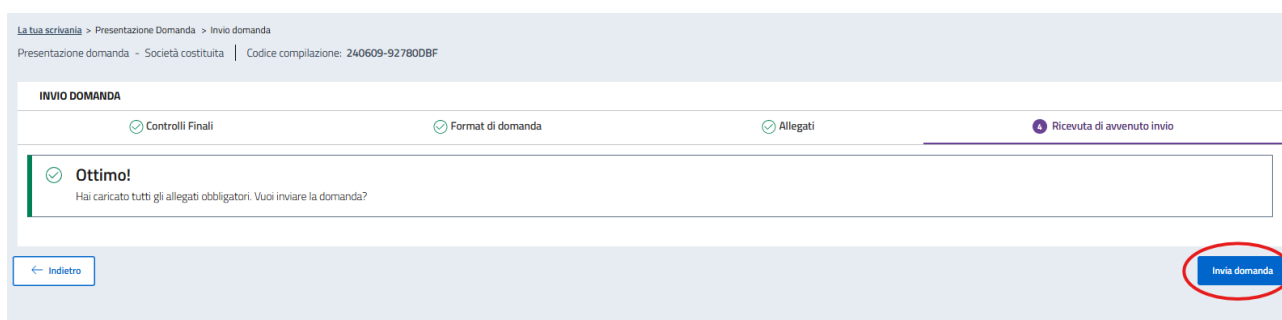 La tua scrivania > Presentazione Domanda > Invio domanda
Presentazione domanda - Società costituita | Codice compilazione: 240609-92780DBF
INVIO DOMANDA
Controlli Finali
Format di domanda
Allegati
4 Ricevuta di avvenuto invio
Ottimo!
Hai caricato tutti gli allegati obbligatori. Vuoi inviare la domanda?
← Indietro
Invia domanda